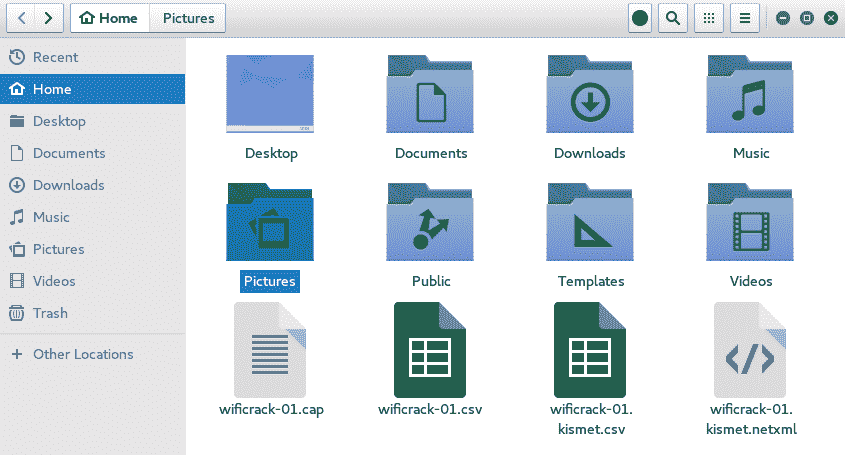 Home
Pictures
Recent
Home
Desktop
Documents
Downloads
Music
Pictures
Videos
Trash
Other Locations
Desktop
Documents
Downloads
Music
Pictures
Public
Templates
Videos
wificrack-01.cap
wificrack-01.csv
wificrack-01.
kismet.csv
wificrack-01.
kismet.netxml